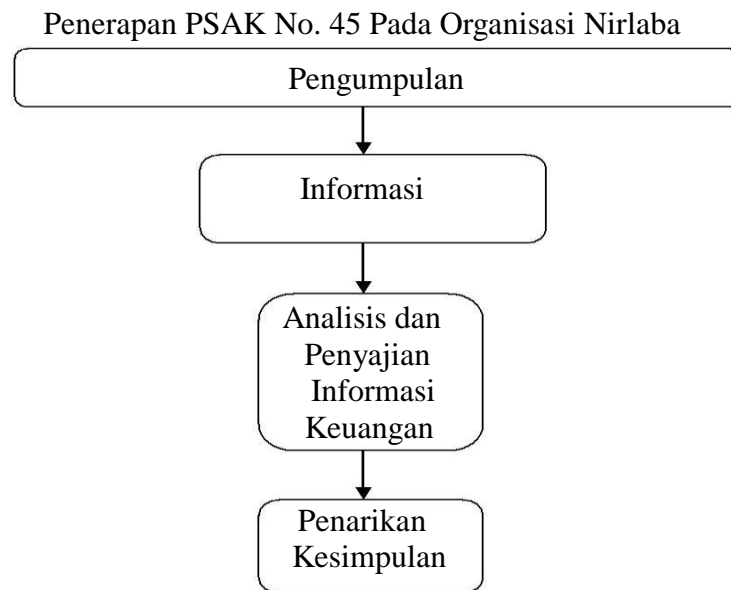 Penerapan PSAK No. 45 Pada Organisasi Nirlaba
Pengumpulan
Informasi
Analisis dan
Penyajian
Informasi
Keuangan
Penarikan
Kesimpulan